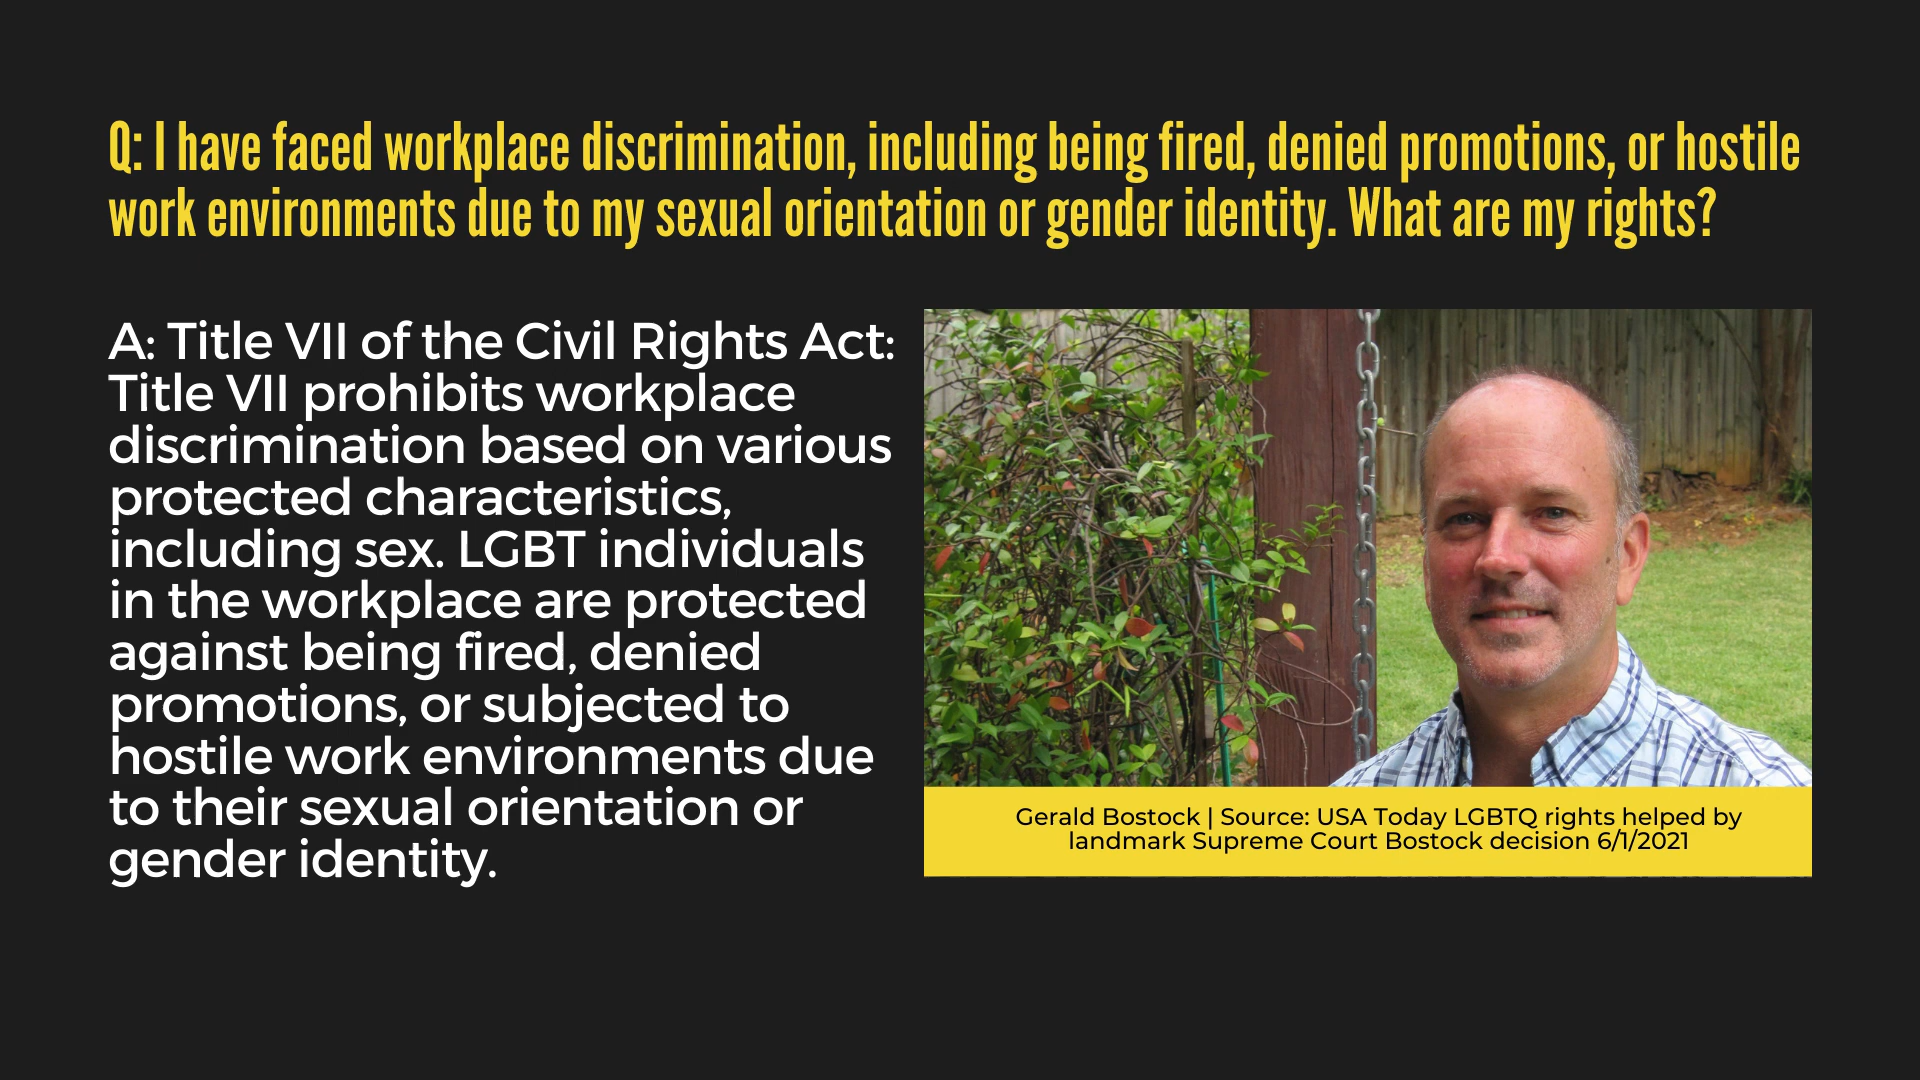 Q: I have faced workplace discrimination, including being fired, denied promotions, or hostile
work environments due to my sexual orientation or gender identity. What are my rights?
A: Title VII of the Civil Rights Act:
Title VII prohibits workplace
discrimination based on various
protected characteristics,
including sex. LGBT individuals
in the workplace are protected
against being fired, denied
promotions, or subjected to
hostile work environments due
to their sexual orientation or
gender identity.
Gerald Bostock | Source: USA Today LGBTQ rights helped by
landmark Supreme Court Bostock decision 6/1/2021